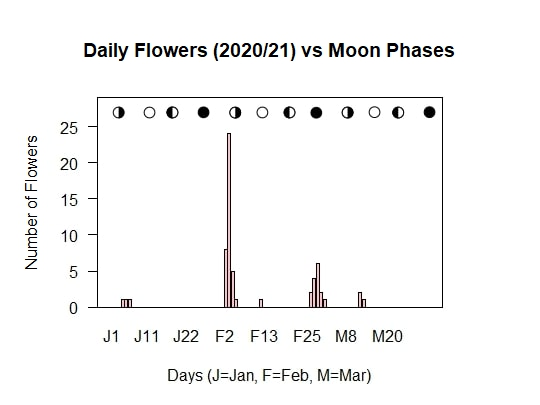 Daily Flowers (2020/21) vs Moon Phases
Number of Flowers
25
20
15
10
5
0
J1 J11 J22 F2 F13 F25 M8 M20
Days (J=Jan, F=Feb, M=Mar)